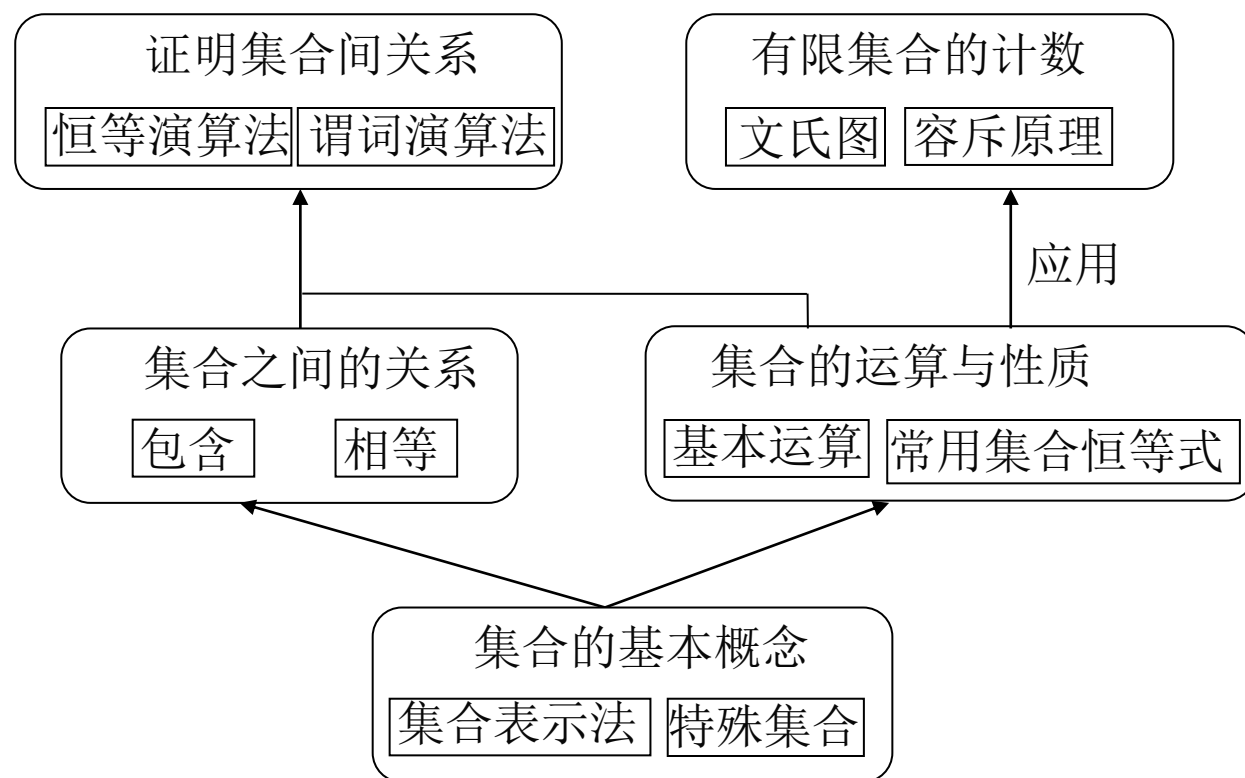 证明集合间关系
恒等演算法 谓词演算法
有限集合的计数
文氏图 容斥原理
应用
集合之间的关系
包含 相等
集合的运算与性质
基本运算 常用集合恒等式
集合的基本概念
集合表示法 特殊集合